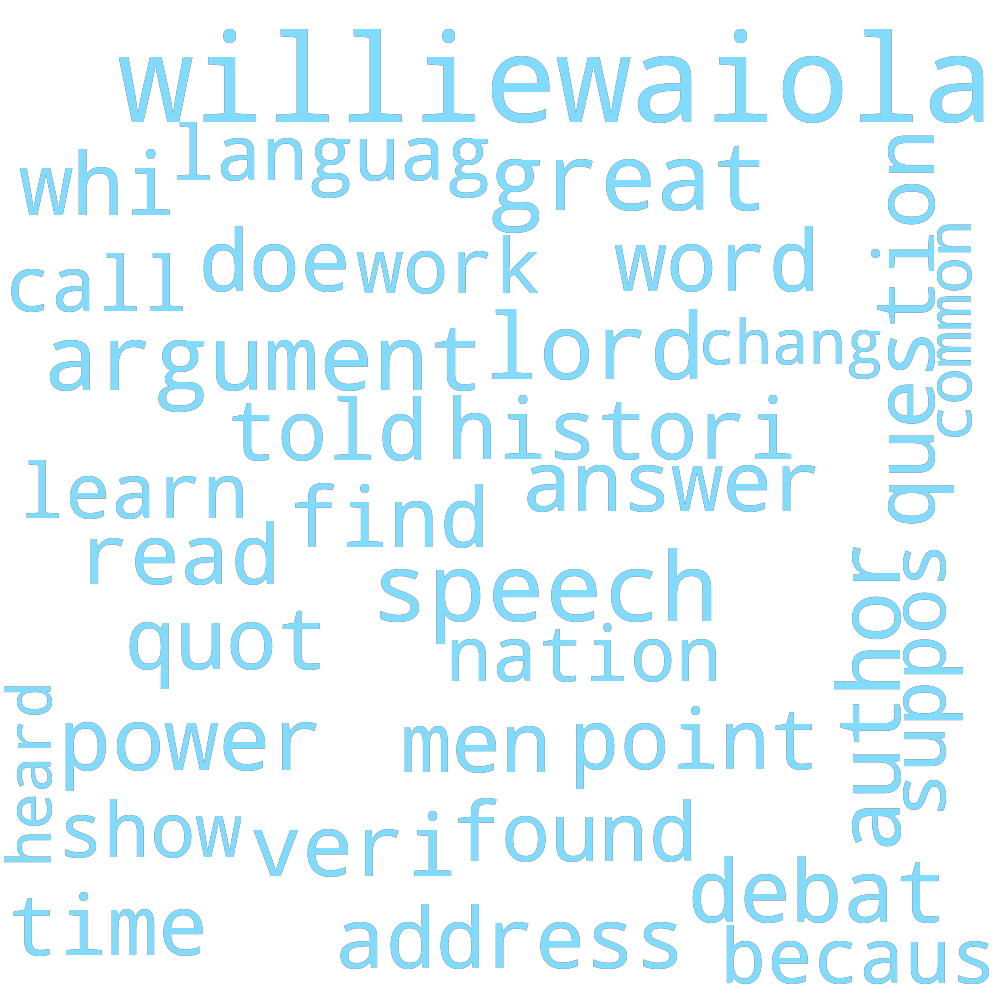 williewaiola
languag
whi
great
question
doe
work
word
call
common
argument
lord
chang
told
histori
learn
answer
find
read
speech
author
suppos
quot
nation
heard
power
men
point
show
veri
found
time
address
debat
becaus